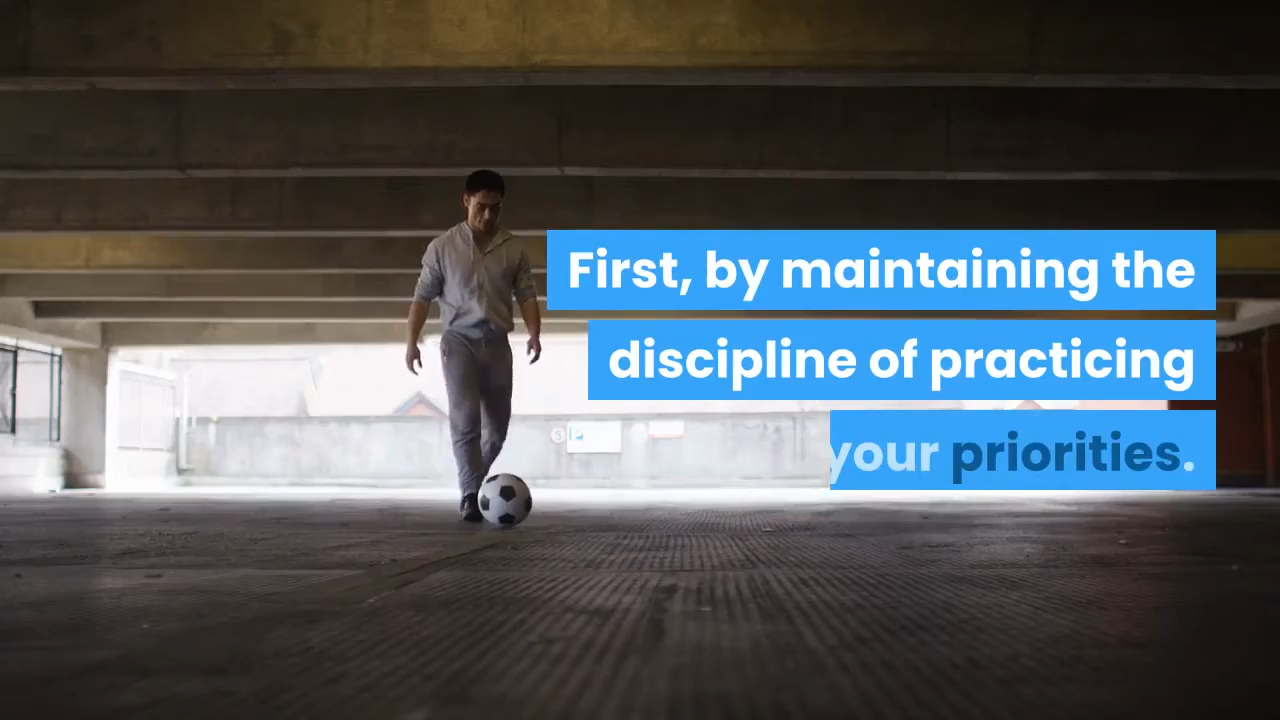 First, by maintaining the
discipline of practicing
your priorities.